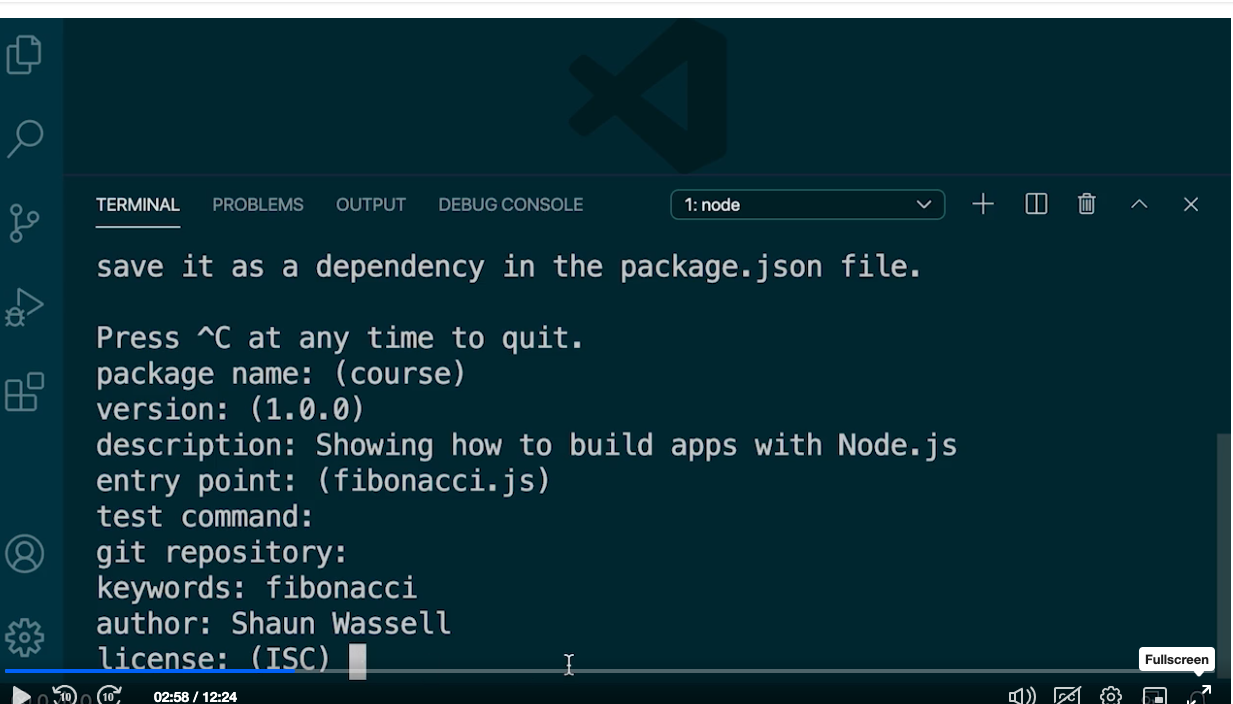 TERMINAL PROBLEMS OUTPUT DEBUG CONSOLE 1: node
save it as a dependency in the package.json file.
Press ^C at any time to quit.
package name: (course)
version: (1.0.0)
description: Showing how to build apps with Node.js
entry point: (fibonacci.js)
test command:
git repository:
keywords: fibonacci
author: Shaun Wassell
license: (ISC)
Fullscreen
10 10 02:58 / 12:24